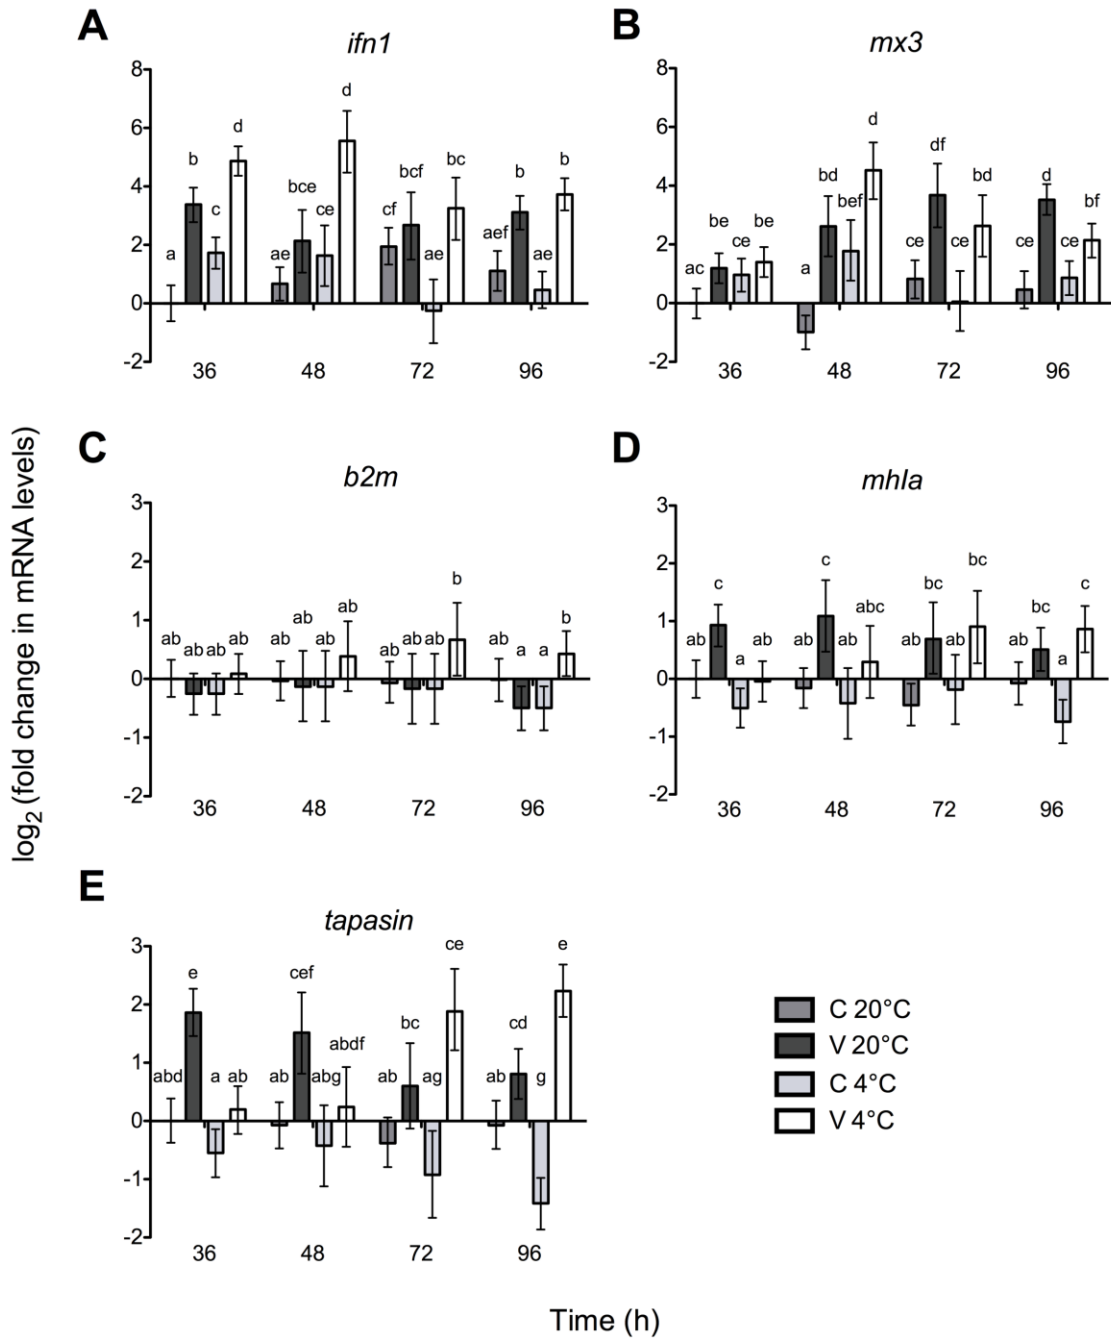 A
ifn1
8
6
4
2
0
-2
a
b
c
d
ae
bce
ce
d
cf
bcf
ae
bc
aef
b
ae
b
36
48
72
96
B
mx3
8
6
4
2
0
-2
ac
be
ce
be
a
bd
bef
d
ce
df
ce
bd
ce
d
ce
bf
36
48
72
96
log2 (fold change in mRNA levels)
C
b2m
3
2
1
0
-1
-2
ab
ab
ab
ab
ab
ab
ab
ab
ab
ab
ab
b
ab
a
a
b
36
48
72
96
D
mhIa
3
2
1
0
-1
-2
ab
c
a
ab
ab
c
ab
abc
ab
bc
ab
bc
ab
bc
a
c
36
48
72
96
E
tapasin
3
2
1
0
-1
-2
abd
e
a
ab
ab
cef
abg
abdf
ab
bc
ag
ce
ab
cd
g
e
36
48
72
96
C 20°C
V 20°C
C 4°C
V 4°C
Time (h)